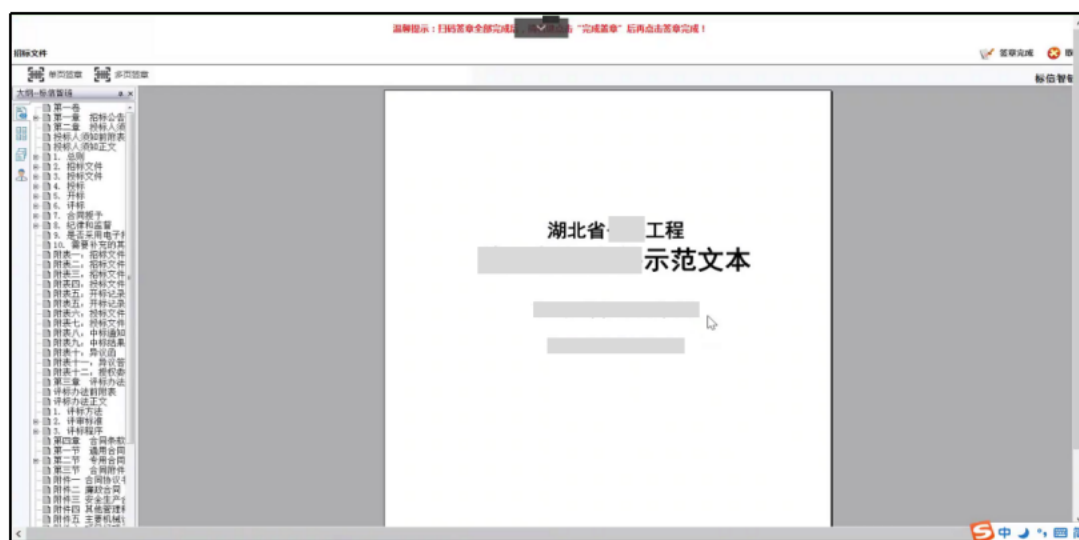 温馨提示：扫码签章全部完成后，
点击“完成盖章”后再点击签章完成！
招标文件
签章完成
单页签章 多页签章
标信智链
大纲-标信智链
第一卷
第一章 招标公告
第二章 投标人须
投标人须知前附表
投标人须知正文
1. 总则
2. 招标文件
3. 投标文件
4. 投标
5. 开标
6. 评标
7. 合同授予
8. 纪律和监督
9. 是否采用电子
10. 需要补充的其
附表一：招标文件
附表二：招标文件
附表三：招标文件
附表四：投标文件
附表五：开标记录
附表五：开标记录
附表六：投标文件
附表七：投标文件
附表八：中标通知
附表九：中标结果
附表十：异议函
附表十一：异议答
附表十二：授权委
第三章 评标办法
评标办法前附表
评标办法正文
1. 评标方法
2. 评审标准
3. 评标程序
第四章 合同条款
第一节 通用合同
第二节 专用合同
第三节 合同附件
附件一 合同协议书
附件二 廉政合同
附件三 安全生产
附件四 其他管理
附件五 主要机械
湖北省 工程
示范文本
中